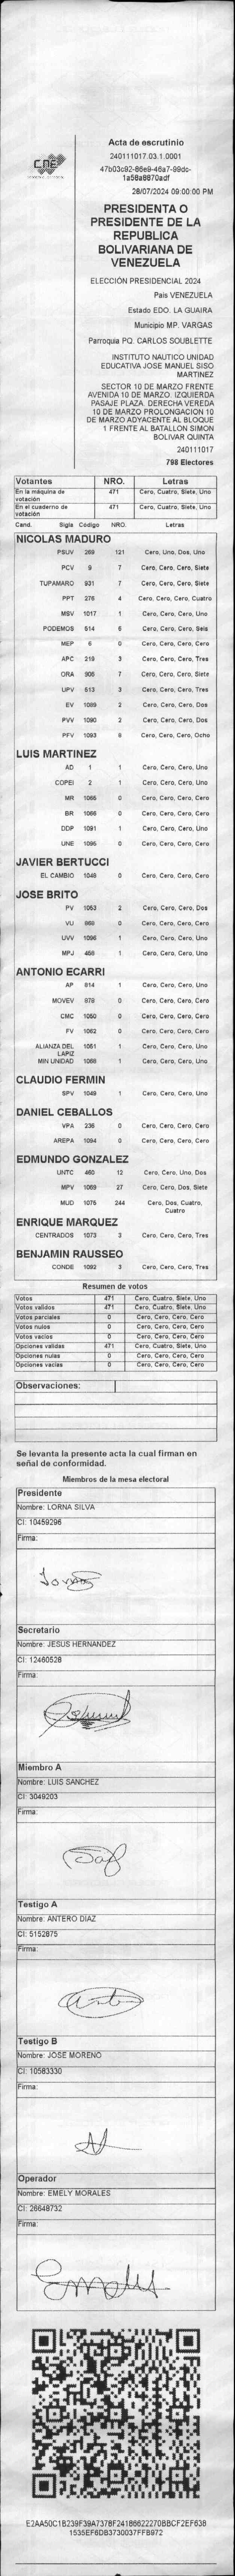 CNE
Acta de escrutinio
240111017.03.1.0001
47b03c92-86e9-46a7-99dc-
1a58a8870adf
28/07/2024 09:00:00 PM
PRESIDENTA O
PRESIDENTE DE LA
REPUBLICA
BOLIVARIANA DE
VENEZUELA
ELECCIÓN PRESIDENCIAL 2024
Pais VENEZUELA
Estado EDO. LA GUAIRA
Municipio MP. VARGAS
Parroquia PQ. CARLOS SOUBLETTE
INSTITUTO NÁUTICO UNIDAD
EDUCATIVA JOSE MANUEL SISO
MARTINEZ
SECTOR 10 DE MARZO FRENTE
AVENIDA 10 DE MARZO. IZQUIERDA
PASAJE PLAZA. DERECHA VEREDA
10 DE MARZO PROLONGACION 10
DE MARZO ADYACENTE AL BLOQUE
1 FRENTE AL BATALLON SIMON
BOLIVAR QUINTA
240111017
798 Electores
Votantes NRO. Letras
En la máquina de votación 471 Cero, Cuatro, Siete, Uno
En el cuaderno de votación 471 Cero, Cuatro, Siete, Uno
Cand. Sigla Código NRO. Letras
NICOLAS MADURO
PSUV 269 121 Cero, Uno, Dos, Uno
PCV 9 7 Cero, Cero, Cero, Siete
TUPAMARO 931 7 Cero, Cero, Cero, Siete
PPT 276 4 Cero, Cero, Cero, Cuatro
MSV 1017 1 Cero, Cero, Cero, Uno
PODEMOS 514 6 Cero, Cero, Cero, Seis
MEP 6 0 Cero, Cero, Cero, Cero
APC 218 3 Cero, Cero, Cero, Tres
ORA 906 7 Cero, Cero, Cero, Siete
UPV 513 3 Cero, Cero, Cero, Tres
EV 1089 2 Cero, Cero, Cero, Dos
PVV 1090 2 Cero, Cero, Cero, Dos
PFV 1093 8 Cero, Cero, Cero, Ocho
LUIS MARTINEZ
AD 1 1 Cero, Cero, Cero, Uno
COPEI 2 1 Cero, Cero, Cero, Uno
MR 1065 0 Cero, Cero, Cero, Cero
BR 1066 0 Cero, Cero, Cero, Cero
DDP 1091 1 Cero, Cero, Cero, Uno
UNE 1095 0 Cero, Cero, Cero, Cero
JAVIER BERTUCCI
EL CAMBIO 1048 0 Cero, Cero, Cero, Cero
JOSE BRITO
PV 1053 2 Cero, Cero, Cero, Dos
VU 869 0 Cero, Cero, Cero, Cero
UVV 1096 1 Cero, Cero, Cero, Uno
MPJ 456 1 Cero, Cero, Cero, Uno
ANTONIO ECARRI
AP 814 1 Cero, Cero, Cero, Uno
MOVEV 978 0 Cero, Cero, Cero, Cero
CMC 1050 0 Cero, Cero, Cero, Cero
FV 1062 0 Cero, Cero, Cero, Cero
ALIANZA DEL LAPIZ 1051 1 Cero, Cero, Cero, Uno
MIN UNIDAD 1068 1 Cero, Cero, Cero, Uno
CLAUDIO FERMIN
SPV 1049 1 Cero, Cero, Cero, Uno
DANIEL CEBALLOS
VPA 236 0 Cero, Cero, Cero, Cero
AREPA 1094 0 Cero, Cero, Cero, Cero
EDMUNDO GONZALEZ
UNTC 460 12 Cero, Cero, Uno, Dos
MPV 1069 27 Cero, Cero, Dos, Siete
MUD 1075 244 Cero, Dos, Cuatro, Cuatro
ENRIQUE MARQUEZ
CENTRADOS 1073 3 Cero, Cero, Cero, Tres
BENJAMIN RAUSSEO
CONDE 1092 3 Cero, Cero, Cero, Tres
Resumen de votos
Votos 471 Cero, Cuatro, Siete, Uno
Votos validos 471 Cero, Cuatro, Siete, Uno
Votos parciales 0 Cero, Cero, Cero, Cero
Votos nulos 0 Cero, Cero, Cero, Cero
Votos vacios 0 Cero, Cero, Cero, Cero
Opciones validas 471 Cero, Cuatro, Siete, Uno
Opciones nulas 0 Cero, Cero, Cero, Cero
Opciones vacias 0 Cero, Cero, Cero, Cero
Observaciones:
Se levanta la presente acta la cual firman en
señal de conformidad.
Miembros de la mesa electoral
Presidente
Nombre: LORNA SILVA
CI: 10459296
Firma:
Secretario
Nombre: JESUS HERNANDEZ
CI: 12460528
Firma:
Miembro A
Nombre: LUIS SANCHEZ
CI: 3049203
Firma:
Testigo A
Nombre: ANTERO DIAZ
CI: 5152875
Firma:
Testigo B
Nombre: JOSE MORENO
CI: 10583330
Firma:
Operador
Nombre: EMELY MORALES
CI: 26648732
Firma:
E2AA50C1B239F39A7378F24186622270BBCF2EF638
1535EF6DB3730037FFB972